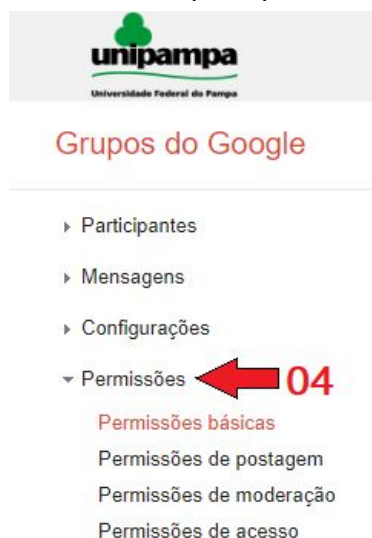 unipampa
Universidade Federal do Pampa
Grupos do Google
Participantes
Mensagens
Configurações
Permissões 04
Permissões básicas
Permissões de postagem
Permissões de moderação
Permissões de acesso